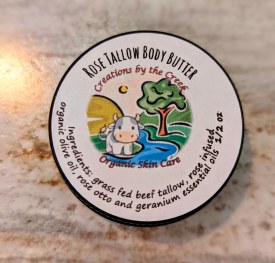 Rose Tallow Body Butter
Creations by the Creek
Organic Skin Care
Ingredients: grass fed beef tallow, rose infused
organic olive oil, rose otto and geranium essential oils
1/2 oz